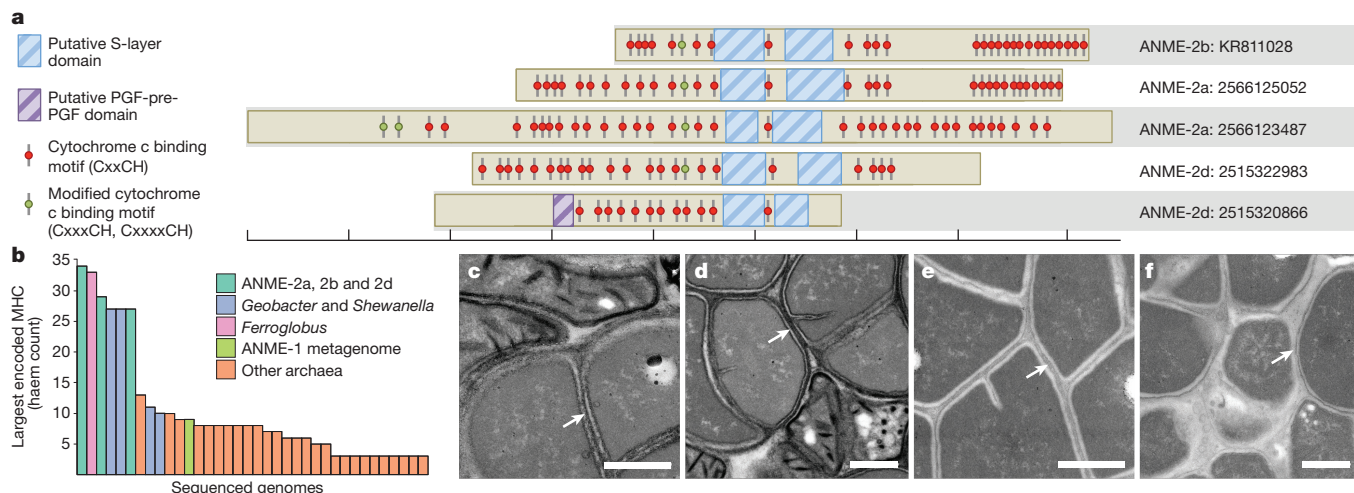 a
Putative S-layer
domain
Putative PGF-pre-
PGF domain
Cytochrome c binding
motif (CxxCH)
Modified cytochrome
c binding motif
(CxxxCH, CxxxxCH)
ANME-2b: KR811028
ANME-2a: 2566125052
ANME-2a: 2566123487
ANME-2d: 2515322983
ANME-2d: 2515320866
b
Largest encoded MHC
(haem count)
35
30
25
20
15
10
5
ANME-2a, 2b and 2d
Geobacter and Shewanella
Ferroglobus
ANME-1 metagenome
Other archaea
Sequenced genomes
c
d
e
f